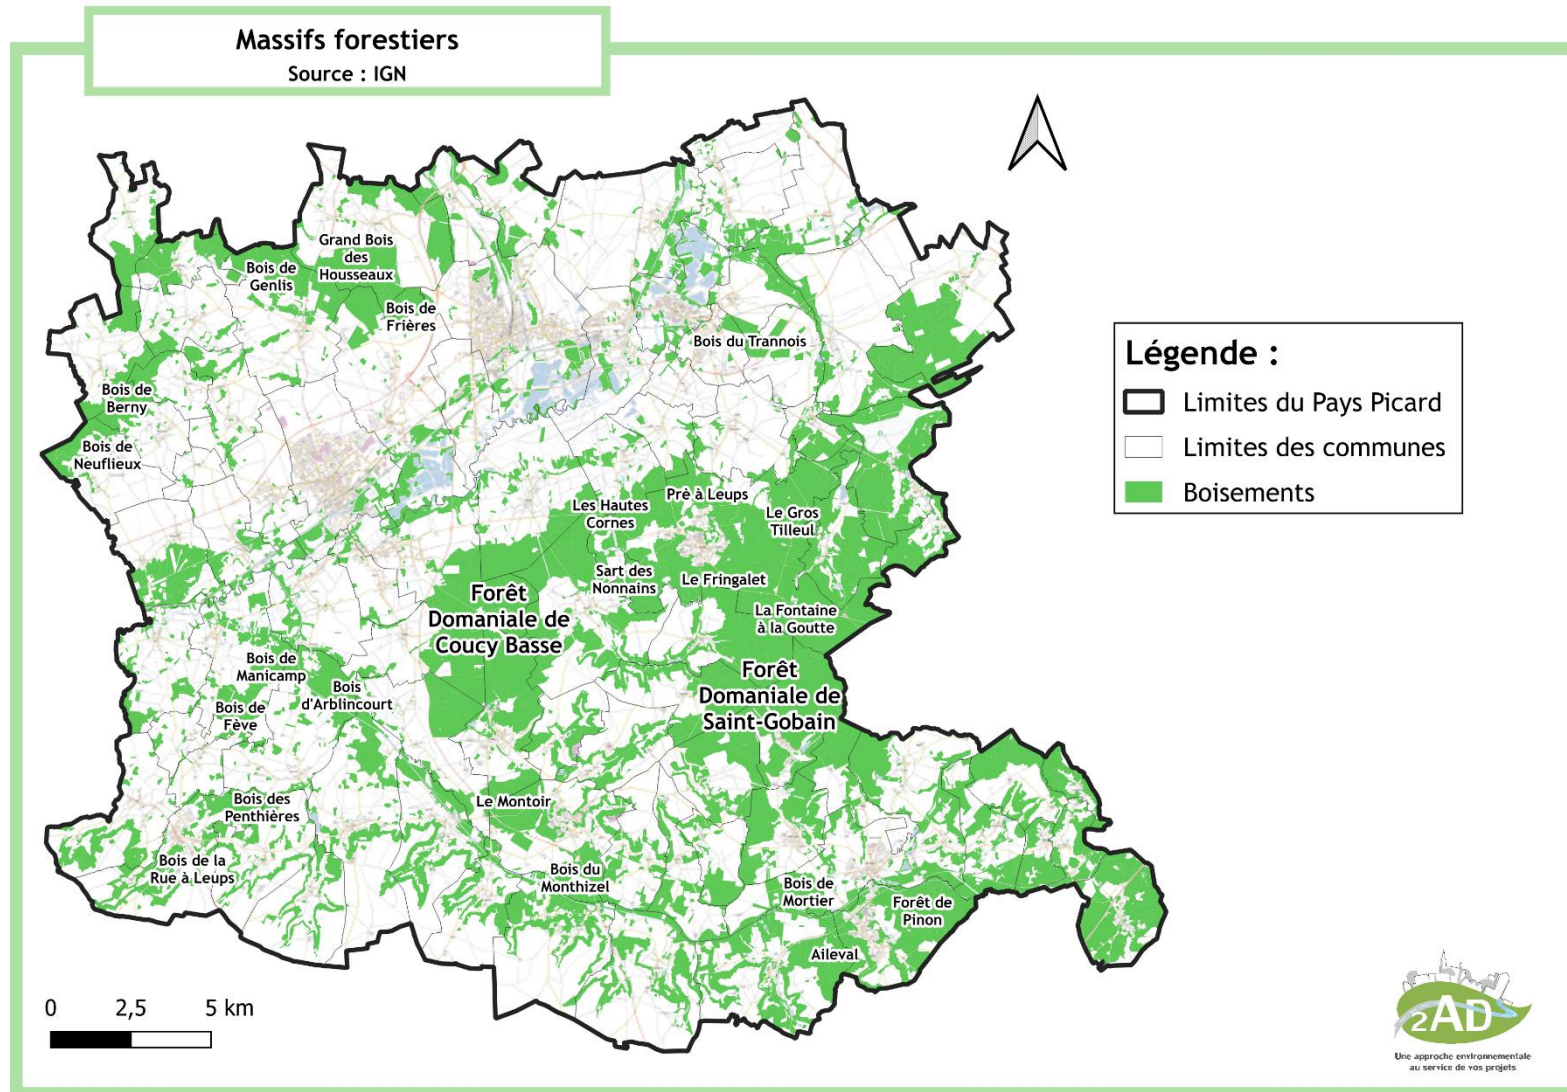 Massifs forestiers
Source : IGN
Grand Bois
des
Housseaux
Bois de
Genlis
Bois de
Frières
Bois du Trannois
Bois de
Berny
Bois de
Neuflieux
Légende :
Limites du Pays Picard
Limites des communes
Boisements
Prè à Leups
Les Hautes
Cornes
Le Gros
Tilleul
Sart des
Nonnains
Le Fringalet
Forêt
Domaniale de
Coucy Basse
La Fontaine
à la Goutte
Bois de
Manicamp
Bois
d'Arblincourt
Forêt
Domaniale de
Saint-Gobain
Bois de
Fève
Bois des
Penthières
Le Montoir
Bois de la
Rue à Leups
Bois du
Monthizel
Bois de
Mortier
Forêt de
Pinon
Aileval
0 2,5 5 km
2AD
Une approche environnementale
au service de vos projets